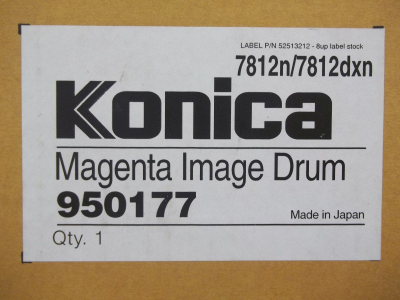 LABEL P/N 52513212 - 8up label stock
7812n/7812dxn
Konica
Magenta Image Drum
950177
Made in Japan
Qty. 1